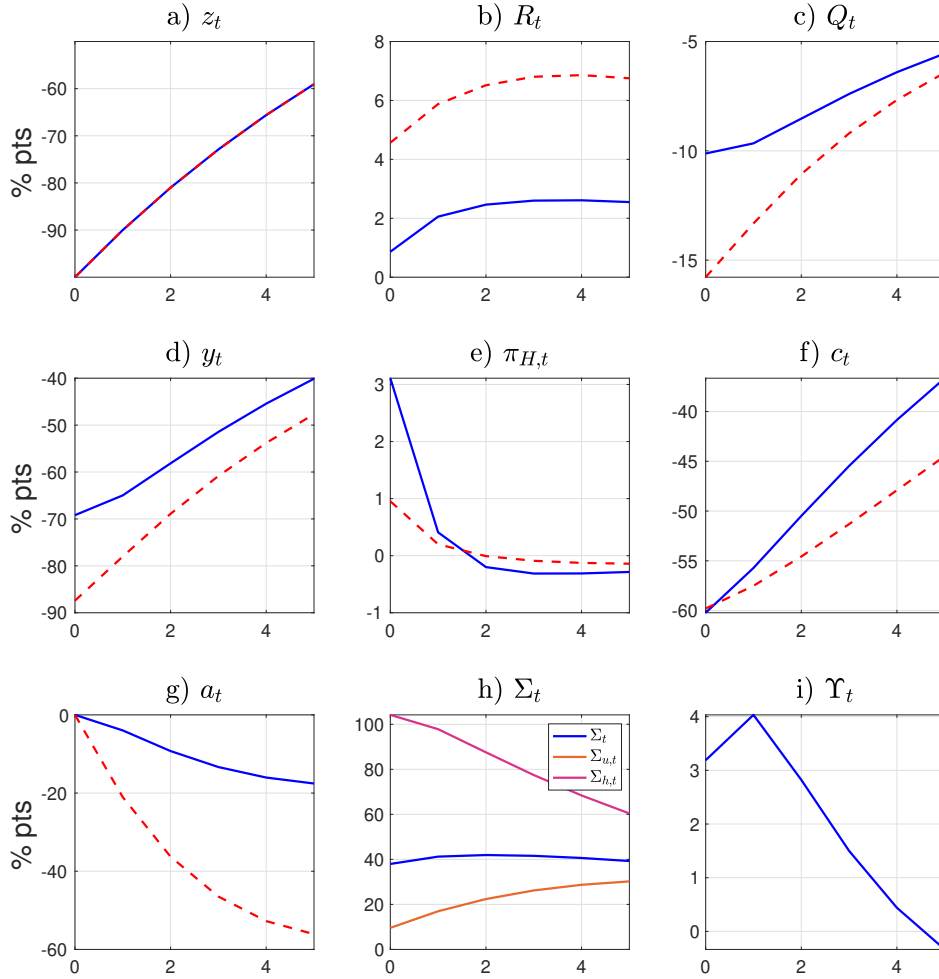 a) z_t
b) R_t
c) Q_t
-60
-70
-80
-90
% pts
0 2 4
8
6
4
2
0
0 2 4
-5
-10
-15
0 2 4
d) y_t
e) π_{H,t}
f) c_t
-40
-50
-60
-70
-80
-90
% pts
0 2 4
3
2
1
0
-1
0 2 4
-40
-45
-50
-55
-60
0 2 4
g) a_t
h) Σ_t
i) Υ_t
0
-20
-40
-60
% pts
0 2 4
100
80
60
40
20
0
Σ_t
Σ_{u,t}
Σ_{h,t}
0 2 4
4
3
2
1
0
0 2 4